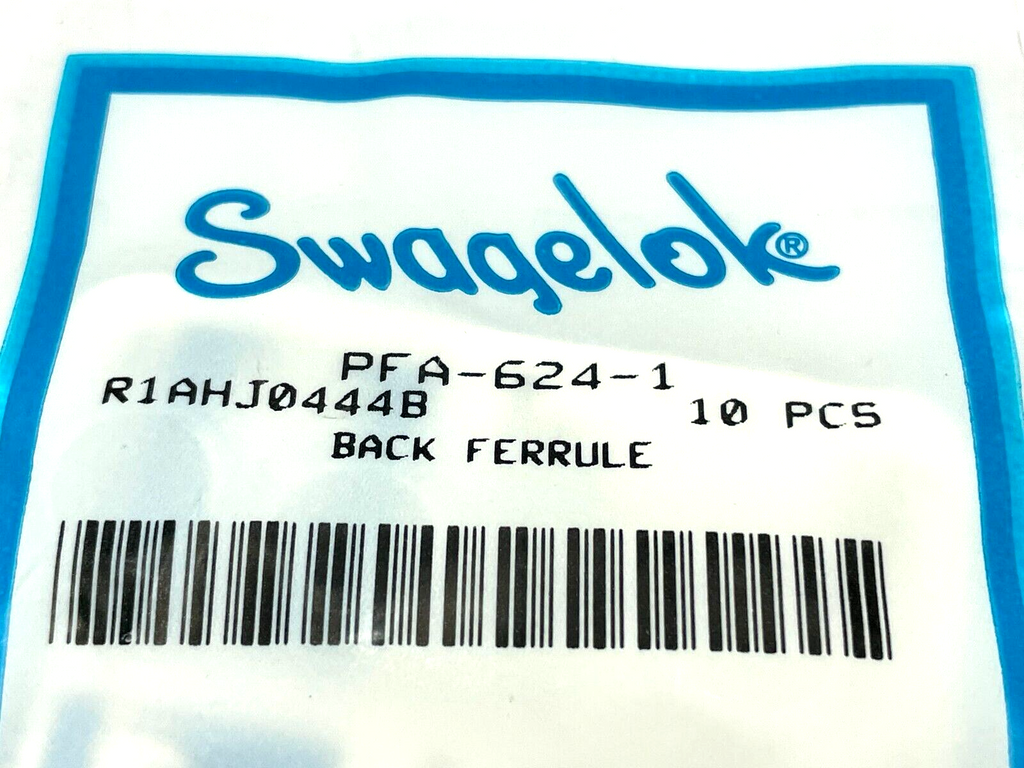 Swagelok®
PFA-624-1
R1AHJ0444B 10 PCS
BACK FERRULE